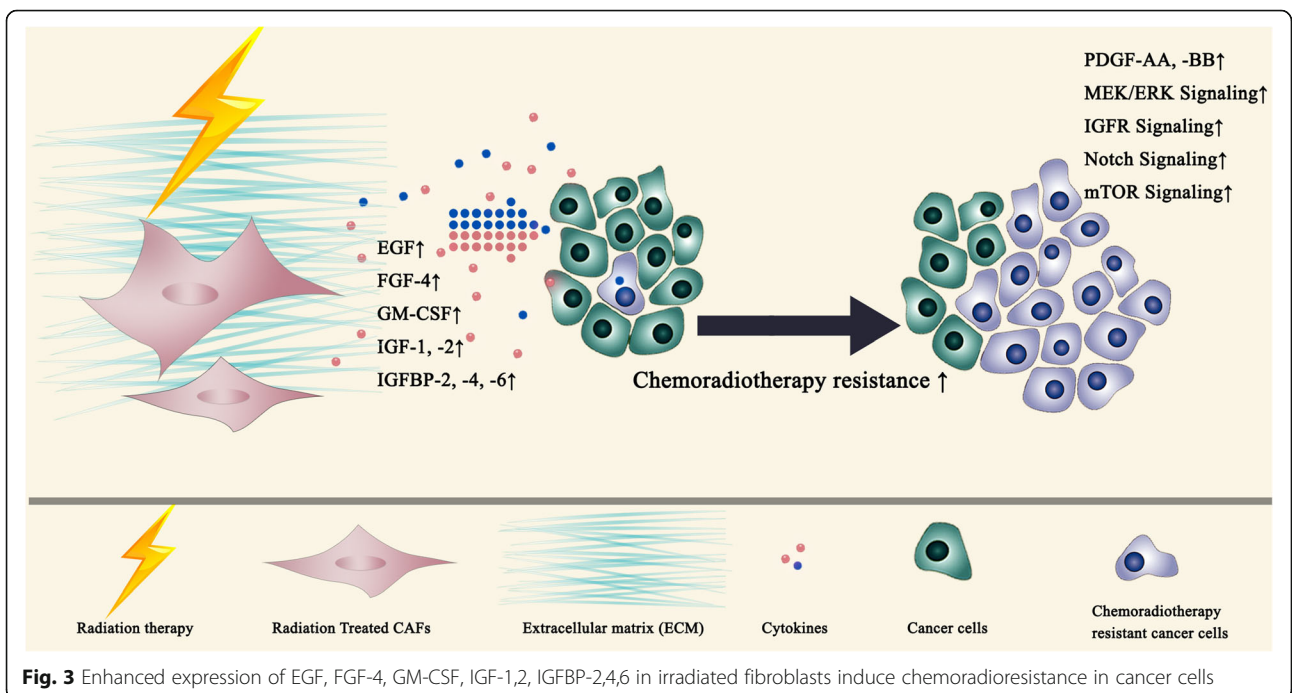 PDGF-AA, -BB↑
MEK/ERK Signaling↑
IGFR Signaling↑
Notch Signaling↑
mTOR Signaling↑
EGF↑
FGF-4↑
GM-CSF↑
IGF-1, -2↑
IGFBP-2, -4, -6↑
Chemoradiotherapy resistance ↑
Radiation therapy
Radiation Treated CAFs
Extracellular matrix (ECM)
Cytokines
Cancer cells
Chemoradiotherapy
resistant cancer cells
Fig. 3 Enhanced expression of EGF, FGF-4, GM-CSF, IGF-1,2, IGFBP-2,4,6 in irradiated fibroblasts induce chemoradioresistance in cancer cells